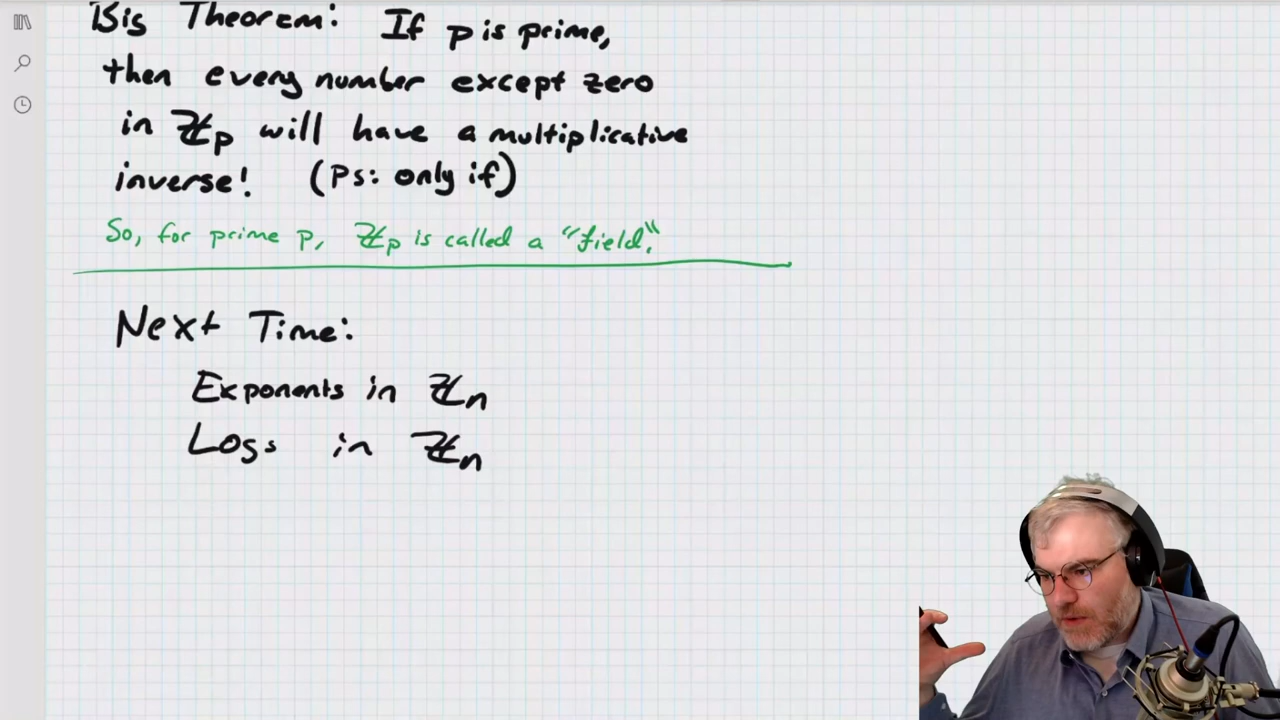 Big Theorem: If p is prime,
then every number except zero
in ℤp will have a multiplicative
inverse! (Ps: only if)
So, for prime p, ℤp is called a "field."
Next Time:
Exponents in ℤn
Logs in ℤn